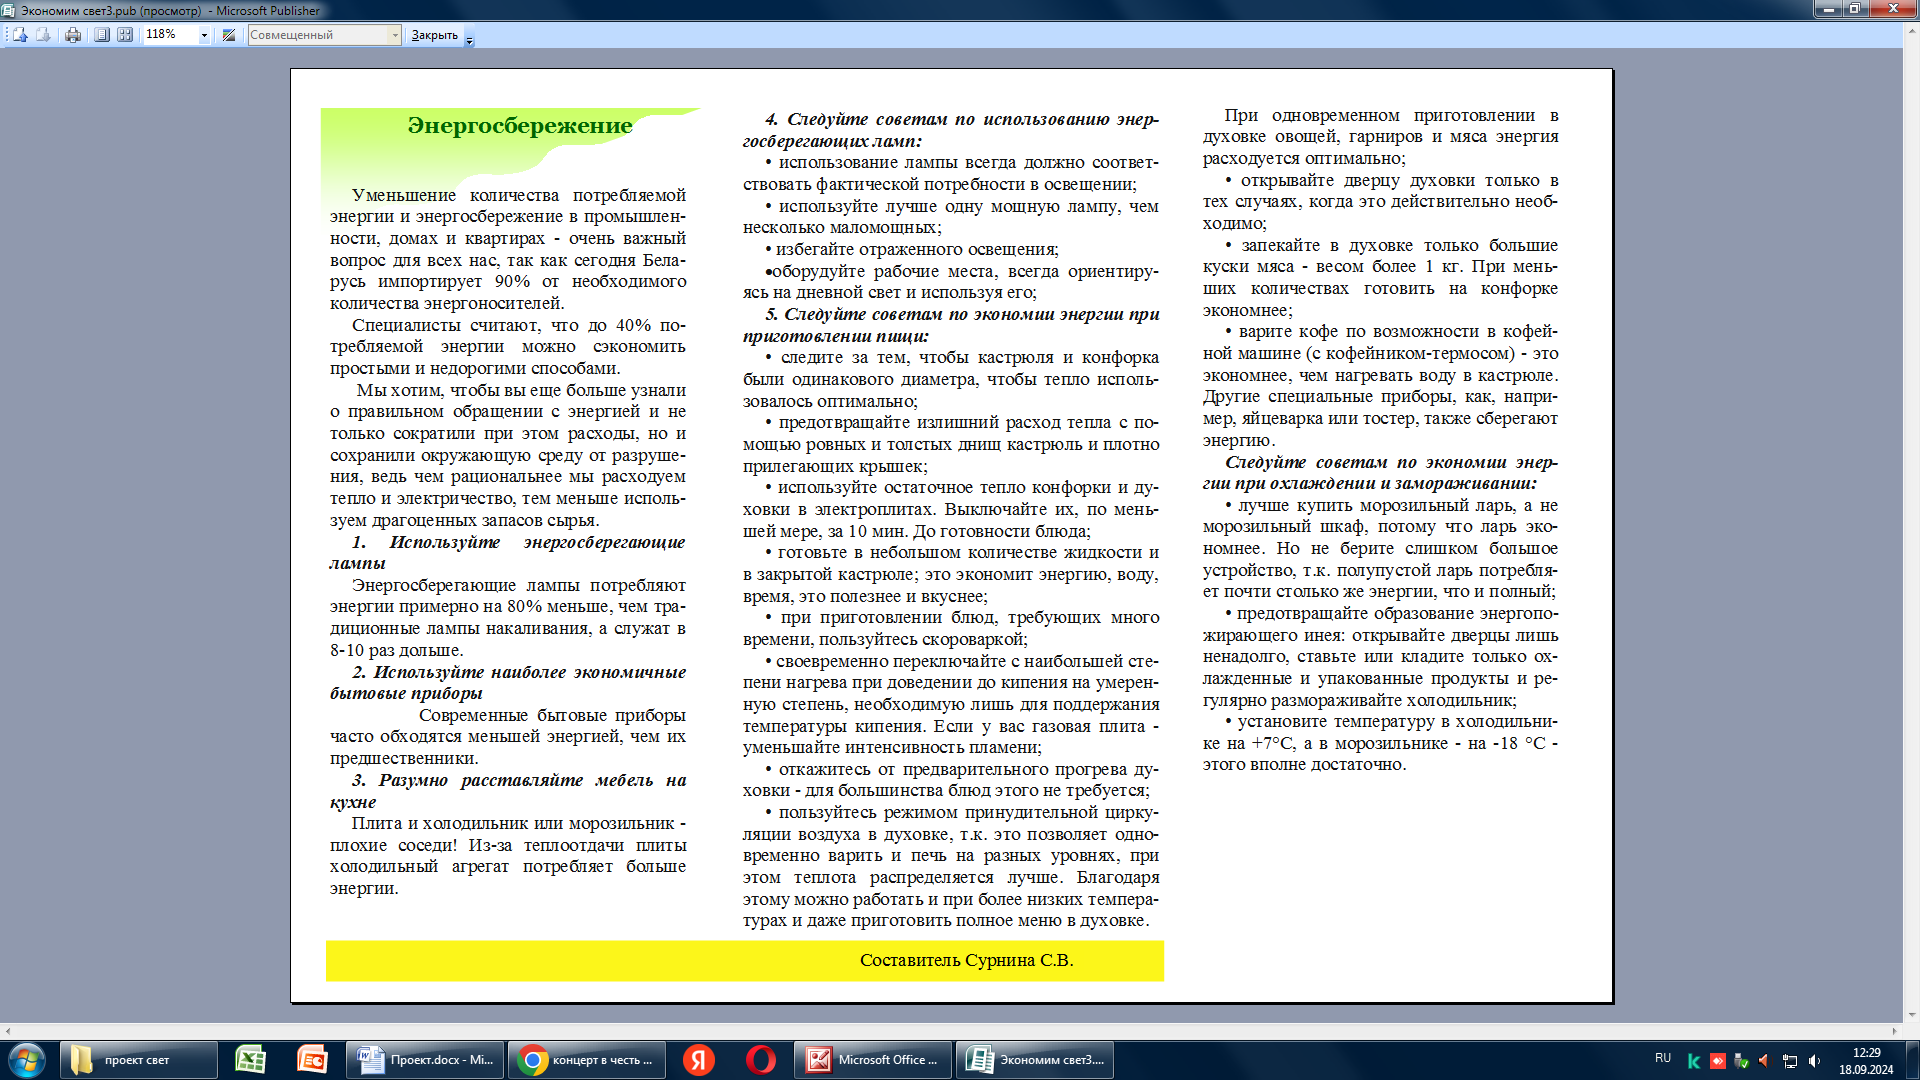 Экономим свет3.pub (просмотр) - Microsoft Publisher
118%
Совмещенный
Закрыть
Энергосбережение
Уменьшение количества потребляемой
энергии и энергосбережение в промышлен-
ности, домах и квартирах - очень важный
вопрос для всех нас, так как сегодня Бела-
русь импортирует 90% от необходимого
количества энергоносителей.
Специалисты считают, что до 40% по-
требляемой энергии можно сэкономить
простыми и недорогими способами.
Мы хотим, чтобы вы еще больше узнали
о правильном обращении с энергией и не
только сократили при этом расходы, но и
сохранили окружающую среду от разруше-
ния, ведь чем рациональнее мы расходуем
тепло и электричество, тем меньше исполь-
зуем драгоценных запасов сырья.
1. Используйте энергосберегающие
лампы
Энергосберегающие лампы потребляют
энергии примерно на 80% меньше, чем тра-
диционные лампы накаливания, а служат в
8-10 раз дольше.
2. Используйте наиболее экономичные
бытовые приборы
Современные бытовые приборы
часто обходятся меньшей энергией, чем их
предшественники.
3. Разумно расставляйте мебель на
кухне
Плита и холодильник или морозильник -
плохие соседи! Из-за теплоотдачи плиты
холодильный агрегат потребляет больше
энергии.
4. Следуйте советам по использованию энер-
госберегающих ламп:
• использование лампы всегда должно соответ-
ствовать фактической потребности в освещении;
• используйте лучше одну мощную лампу, чем
несколько маломощных;
• избегайте отраженного освещения;
•оборудуйте рабочие места, всегда ориентиру-
ясь на дневной свет и используя его;
5. Следуйте советам по экономии энергии при
приготовлении пищи:
• следите за тем, чтобы кастрюля и конфорка
были одинакового диаметра, чтобы тепло исполь-
зовалось оптимально;
• предотвращайте излишний расход тепла с по-
мощью ровных и толстых днищ кастрюль и плотно
прилегающих крышек;
• используйте остаточное тепло конфорки и ду-
ховки в электроплитах. Выключайте их, по мень-
шей мере, за 10 мин. До готовности блюда;
• готовьте в небольшом количестве жидкости и
в закрытой кастрюле; это экономит энергию, воду,
время, это полезнее и вкуснее;
• при приготовлении блюд, требующих много
времени, пользуйтесь скороваркой;
• своевременно переключайте с наибольшей сте-
пени нагрева при доведении до кипения на умерен-
ную степень, необходимую лишь для поддержания
температуры кипения. Если у вас газовая плита -
уменьшайте интенсивность пламени;
• откажитесь от предварительного прогрева ду-
ховки - для большинства блюд этого не требуется;
• пользуйтесь режимом принудительной цирку-
ляции воздуха в духовке, т.к. это позволяет одно-
временно варить и печь на разных уровнях, при
этом теплота распределяется лучше. Благодаря
этому можно работать и при более низких темпера-
турах и даже приготовить полное меню в духовке.
При одновременном приготовлении в
духовке овощей, гарниров и мяса энергия
расходуется оптимально;
• открывайте дверцу духовки только в
тех случаях, когда это действительно необ-
ходимо;
• запекайте в духовке только большие
куски мяса - весом более 1 кг. При мень-
ших количествах готовить на конфорке
экономнее;
• варите кофе по возможности в кофей-
ной машине (с кофейником-термосом) - это
экономнее, чем нагревать воду в кастрюле.
Другие специальные приборы, как, напри-
мер, яйцеварка или тостер, также сберегают
энергию.
Следуйте советам по экономии энер-
гии при охлаждении и замораживании:
• лучше купить морозильный ларь, а не
морозильный шкаф, потому что ларь эко-
номнее. Но не берите слишком большое
устройство, т.к. полупустой ларь потребля-
ет почти столько же энергии, что и полный;
• предотвращайте образование энергопо-
жирающего инея: открывайте дверцы лишь
ненадолго, ставьте или кладите только ох-
лажденные и упакованные продукты и ре-
гулярно размораживайте холодильник;
• установите температуру в холодильни-
ке на +7°С, а в морозильнике - на -18 °С -
этого вполне достаточно.
Составитель Сурнина С.В.
проект свет
Проект.docx - Mi...
концерт в честь ...
Я
Microsoft Office ...
Экономим свет3....
RU
12:29
18.09.2024